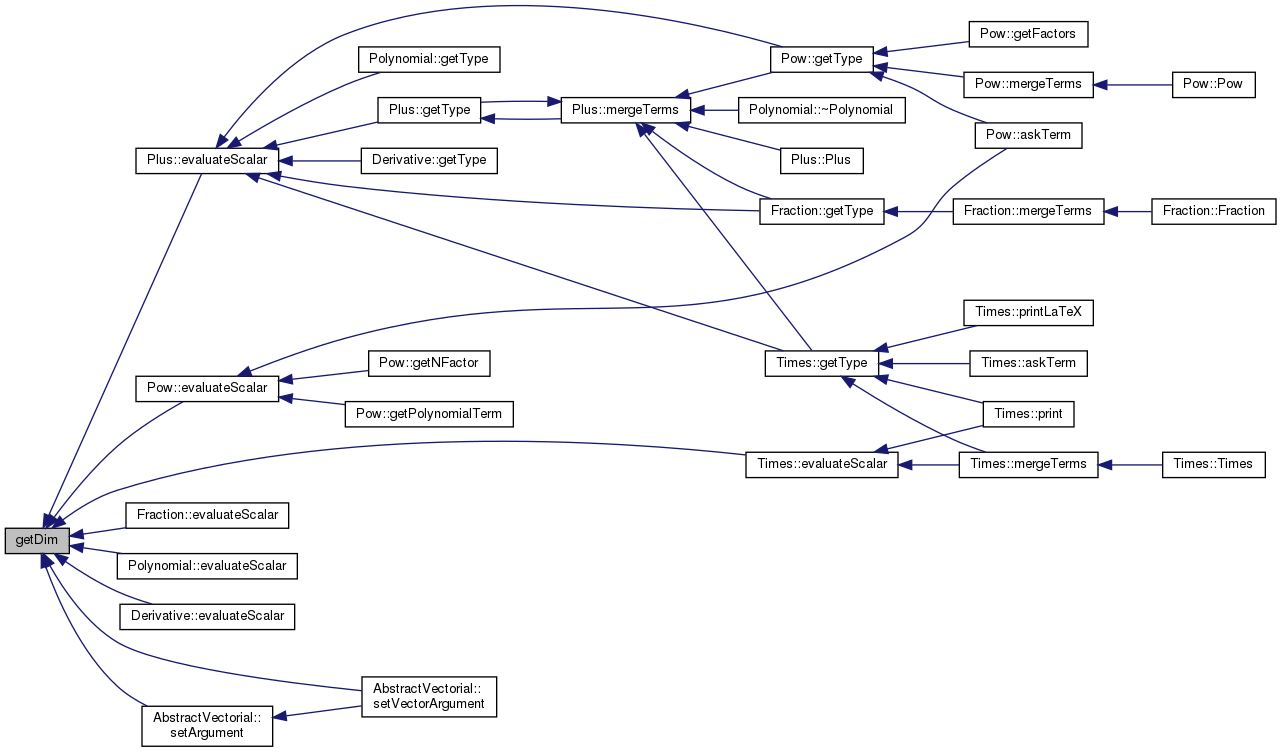 Pow::getFactors
Pow::getType
Polynomial::getType
Pow::mergeTerms
Pow::Pow
Plus::getType
Plus::mergeTerms
Polynomial::~Polynomial
Pow::askTerm
Plus::evaluateScalar
Derivative::getType
Plus::Plus
Fraction::getType
Fraction::mergeTerms
Fraction::Fraction
Times::printLaTeX
Pow::getNFactor
Times::getType
Times::askTerm
Pow::evaluateScalar
Pow::getPolynomialTerm
Times::print
Times::evaluateScalar
Times::mergeTerms
Times::Times
Fraction::evaluateScalar
getDim
Polynomial::evaluateScalar
Derivative::evaluateScalar
AbstractVectorial::
setVectorArgument
AbstractVectorial::
setArgument